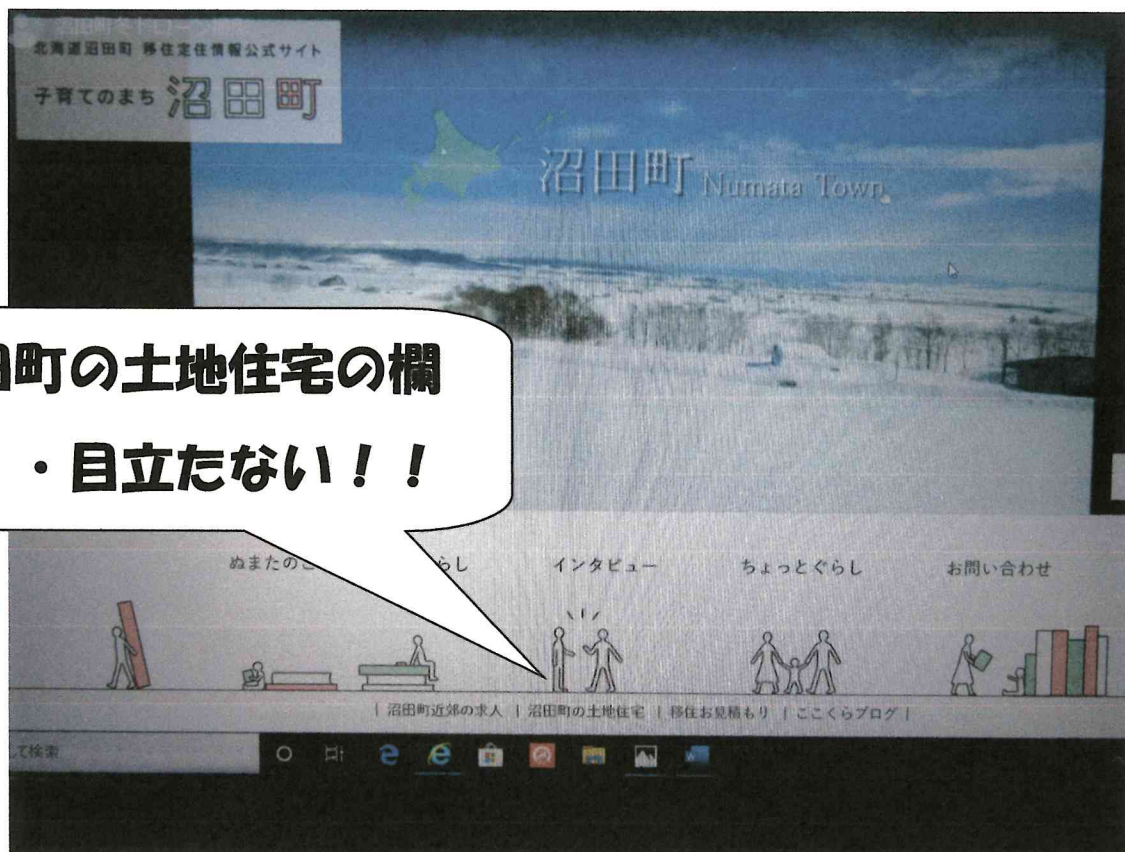 北海道沼田町 移住定住情報公式サイト
子育てのまち 沼田町
沼田町 Numata Town
町の土地住宅の欄
・目立たない！！
ぬまたのこ
らし
インタビュー
ちょっとぐらし
お問い合わせ
| 沼田町近郊の求人 | 沼田町の土地住宅 | 移住お見積もり | ここくらブログ |
て検索